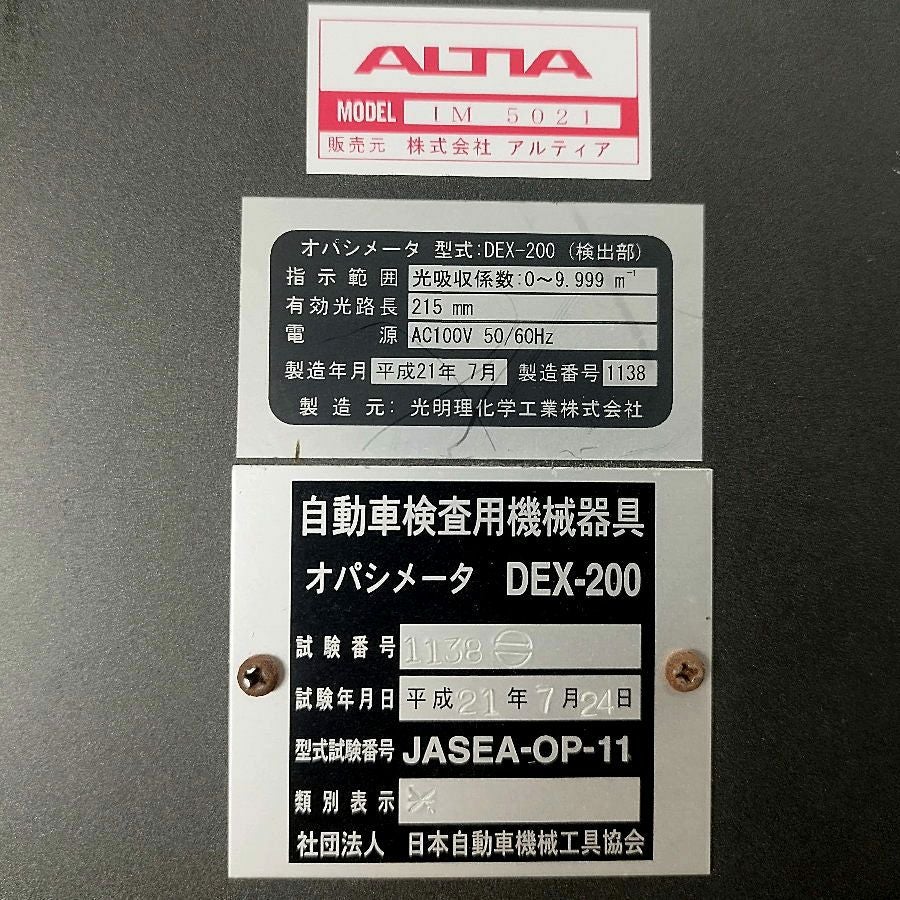 ALTIA
MODEL IM 5021
販売元 株式会社 アルティア
オパシメータ 型式:DEX-200 (検出部)
指示範囲 光吸収係数:0～9.999 m⁻¹
有効光路長 215 mm
電源 AC100V 50/60Hz
製造年月 平成21年 7月 製造番号 1138
製造元: 光明理化学工業株式会社
自動車検査用機械器具
オパシメータ DEX-200
試験番号 1138
試験年月日 平成21年7月24日
型式試験番号 JASEA-OP-11
類別表示
社団法人 日本自動車機械工具協会